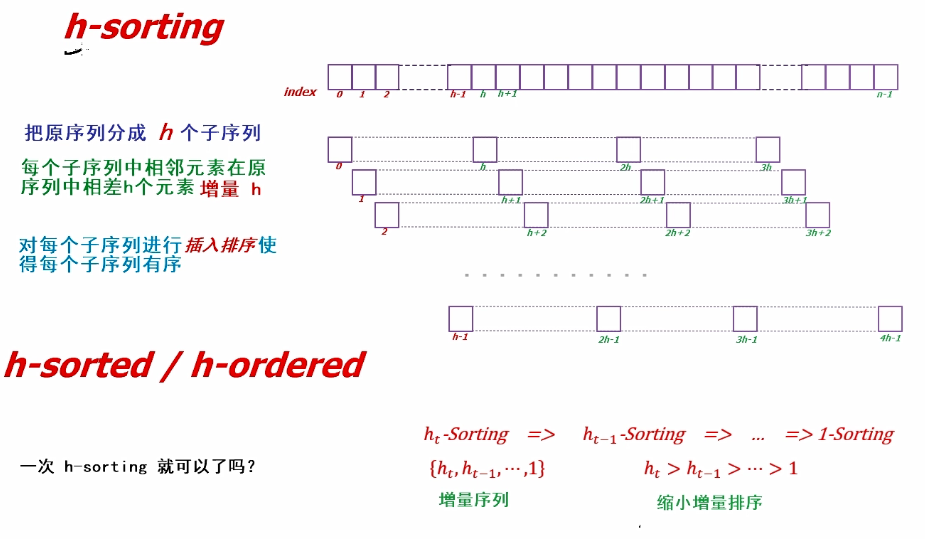 h-sorting
index 0 1 2 h-1 h h+1 n-1
把原序列分成 h 个子序列
0 h 2h 3h
每个子序列中相邻元素在原
序列中相差h个元素 增量 h
1 h+1 2h+1 3h+1
2 h+2 2h+2 3h+2
对每个子序列进行插入排序使
得每个子序列有序
h-1 2h-1 3h-1 4h-1
h-sorted / h-ordered
h_t-Sorting => h_{t-1}-Sorting => ... => 1-Sorting
一次 h-sorting 就可以了吗?
{h_t, h_{t-1}, ⋯, 1} h_t > h_{t-1} > ⋯ > 1
增量序列 缩小增量排序